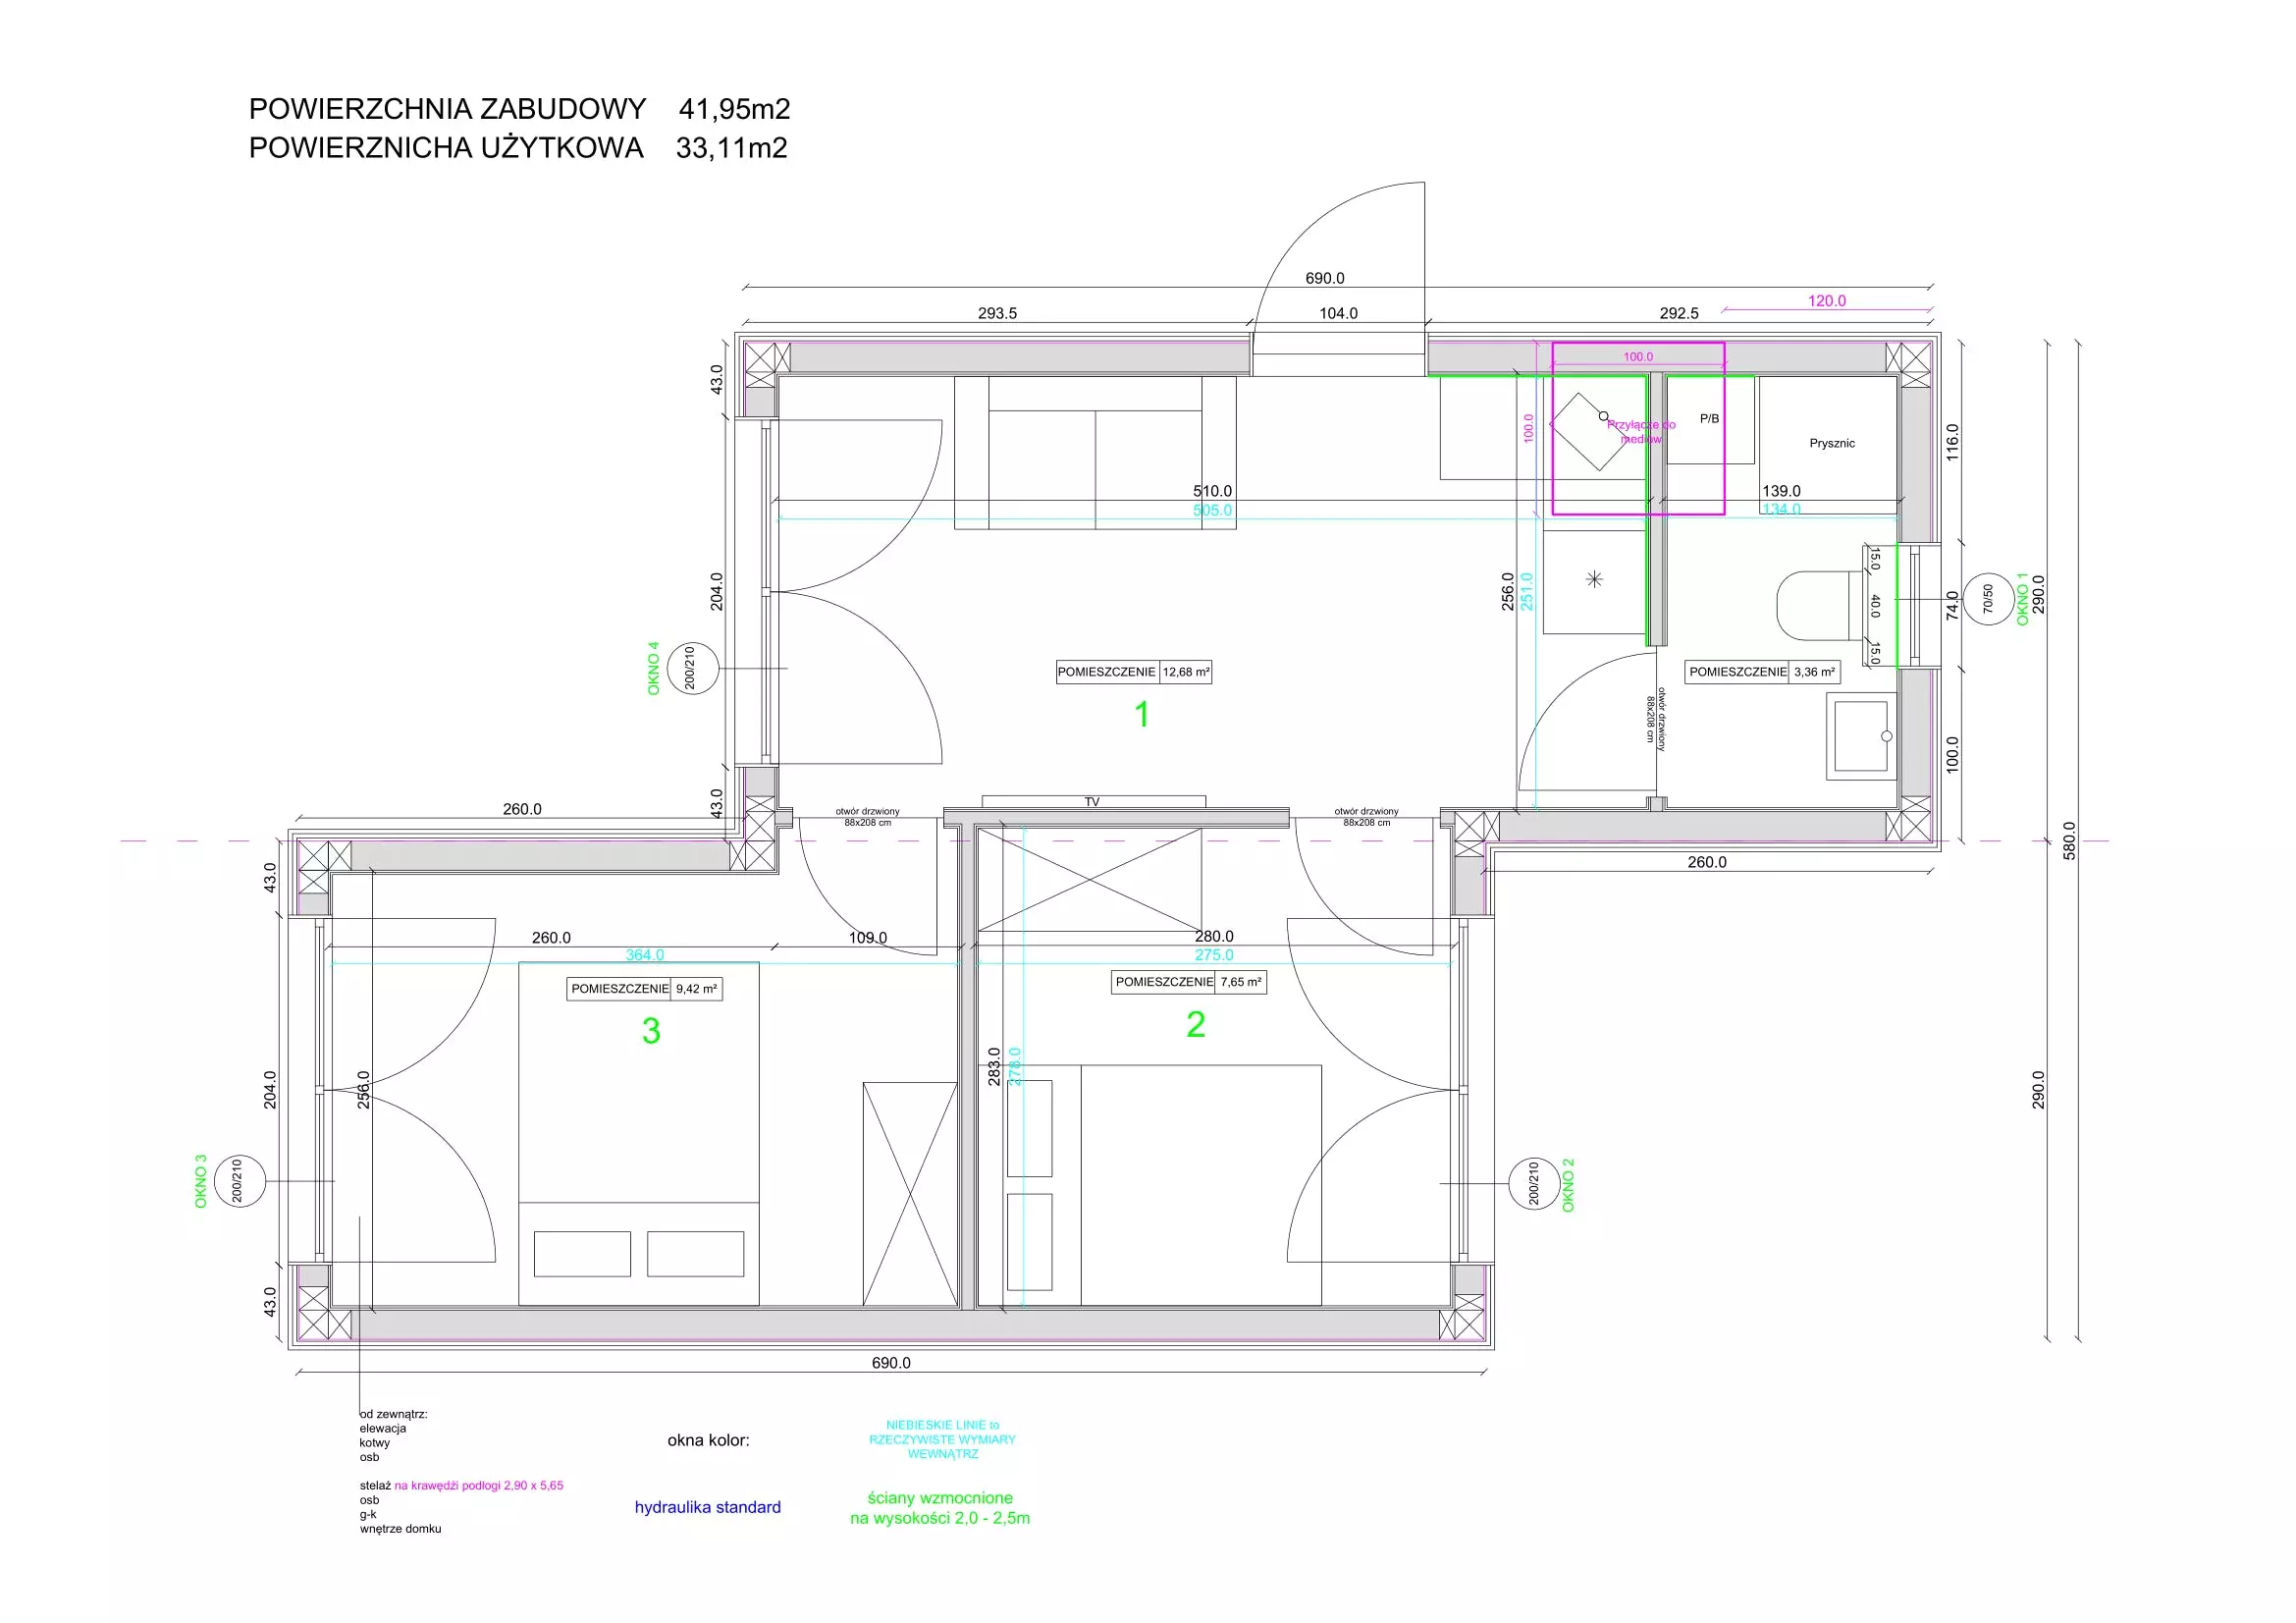 POWIERZCHNIA ZABUDOWY 41,95m2
POWIERZNICHA UŻYTKOWA 33,11m2
690.0
120.0
293.5
104.0
292.5
43.0
100.0
100.0
P/B
Przyłącze do
mediów
Prysznic
116.0
510.0
139.0
505.0
134.0
204.0
256.0
251.0
15.0
40.0
15.0
74.0
70/50
OKNO 1
290.0
OKNO 4
200/210
POMIESZCZENIE 12,68 m²
1
POMIESZCZENIE 3,36 m²
otwór drzwiony
88x208 cm
100.0
43.0
260.0
TV
otwór drzwiony
88x208 cm
otwór drzwiony
88x208 cm
580.0
260.0
43.0
260.0
109.0
364.0
280.0
275.0
POMIESZCZENIE 9,42 m²
3
POMIESZCZENIE 7,65 m²
2
204.0
256.0
283.0
278.0
290.0
OKNO 3
200/210
200/210
OKNO 2
43.0
690.0
od zewnątrz:
elewacja
kotwy
osb
stelaż na krawędźi podłogi 2,90 x 5,65
osb
g-k
wnętrze domku
okna kolor:
hydraulika standard
NIEBIESKIE LINIE to
RZECZYWISTE WYMIARY
WEWNĄTRZ
ściany wzmocnione
na wysokości 2,0 - 2,5m